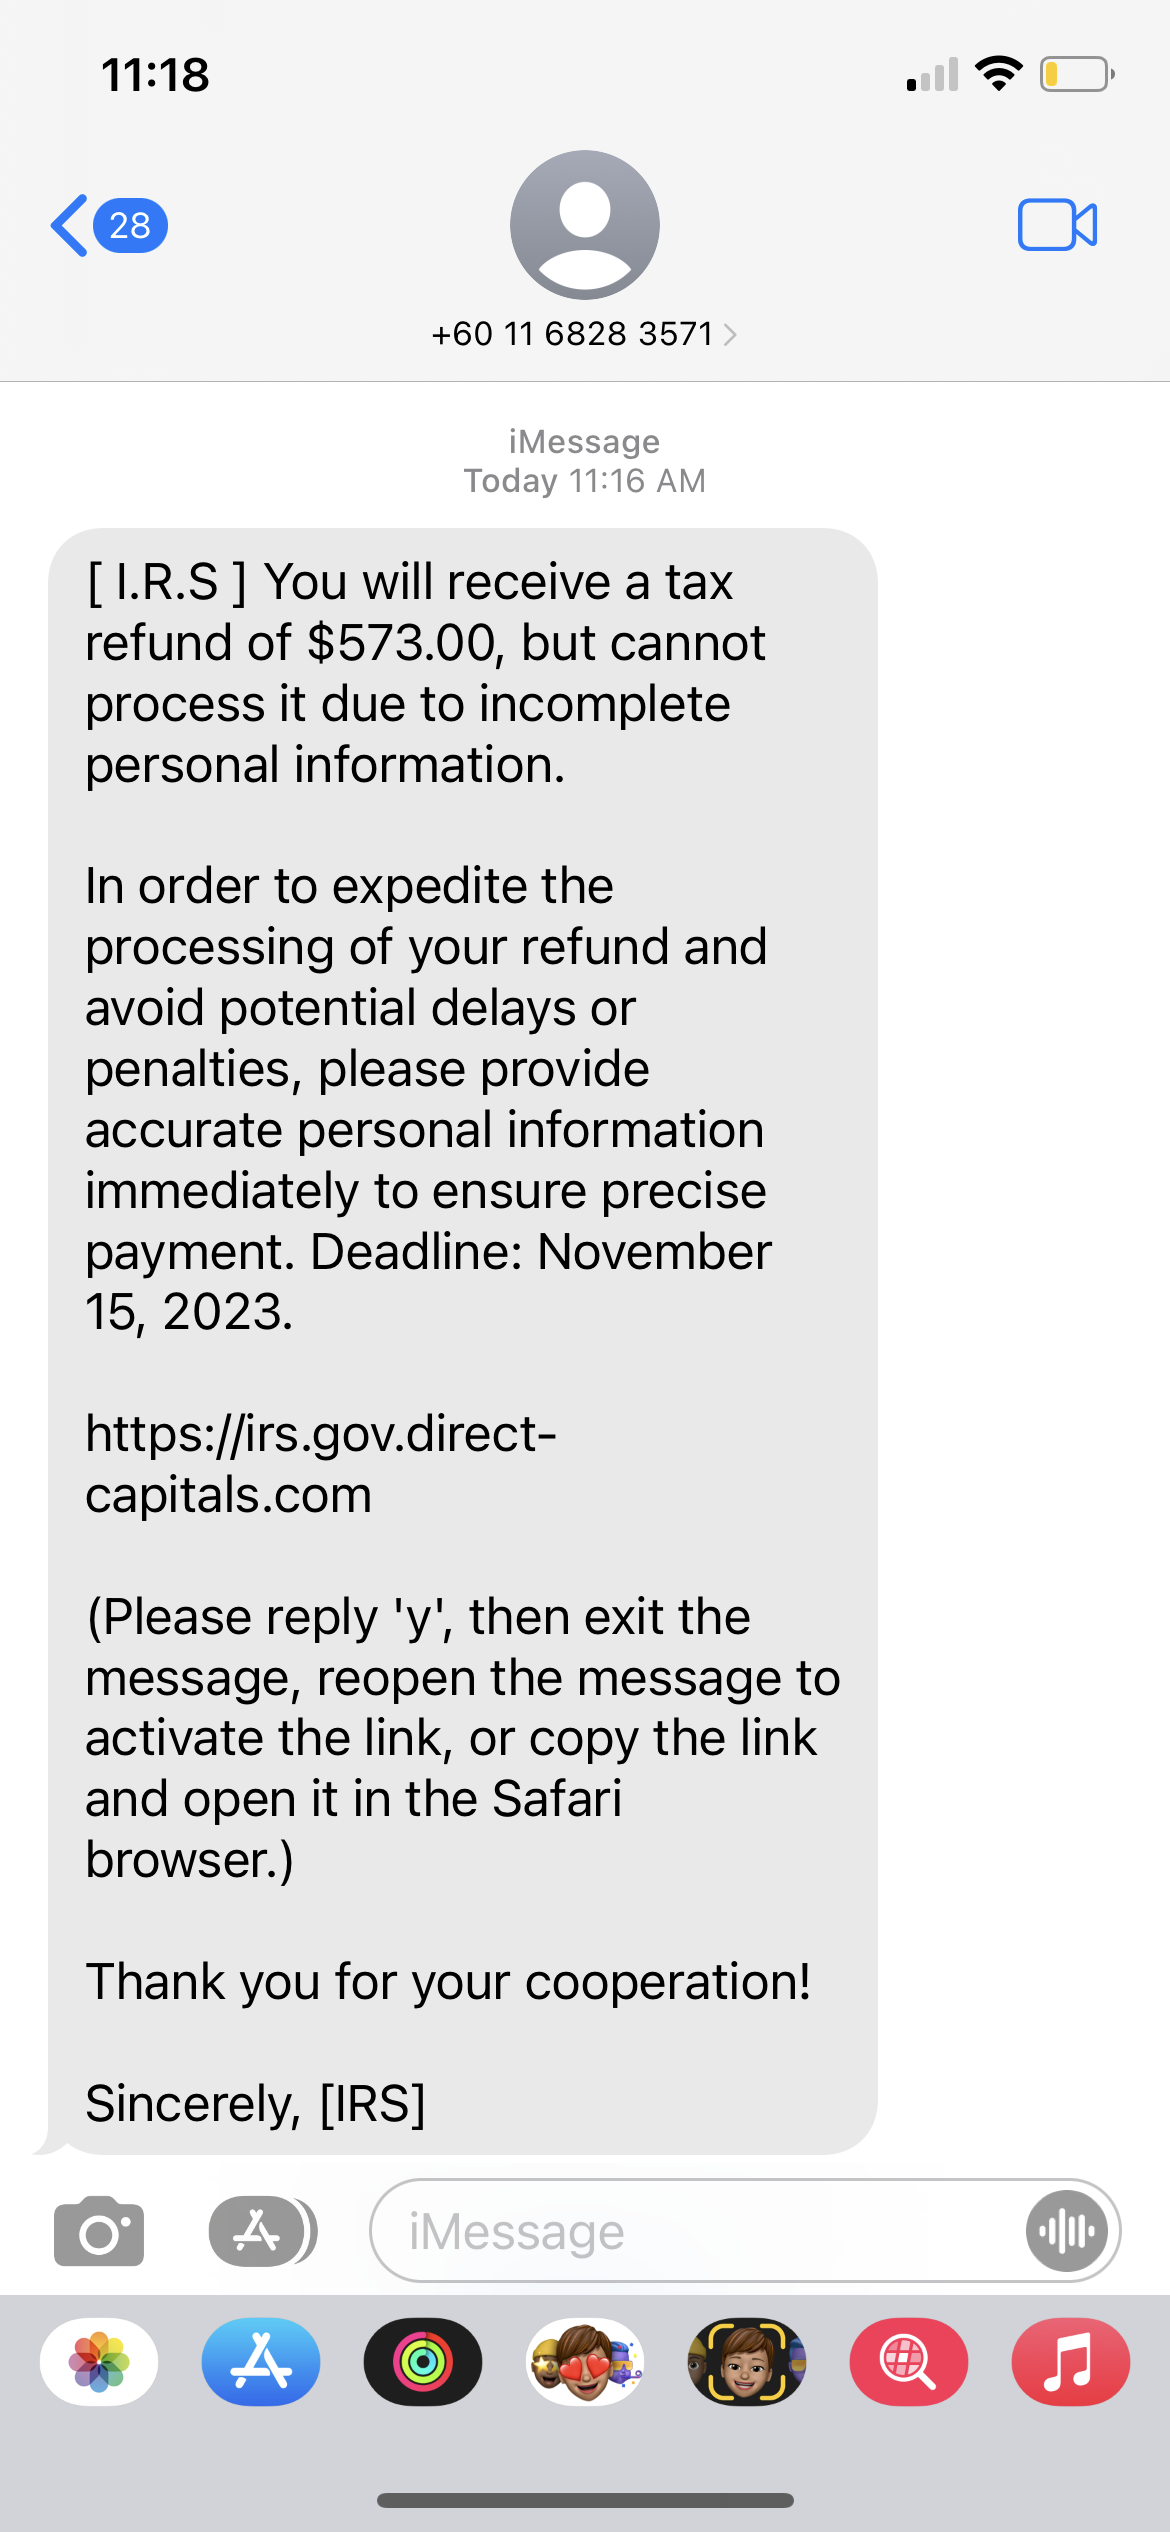 11:18
28
+60 11 6828 3571
iMessage
Today 11:16 AM
[ I.R.S ] You will receive a tax
refund of $573.00, but cannot
process it due to incomplete
personal information.
In order to expedite the
processing of your refund and
avoid potential delays or
penalties, please provide
accurate personal information
immediately to ensure precise
payment. Deadline: November
15, 2023.
https://irs.gov.direct-
capitals.com
(Please reply 'y', then exit the
message, reopen the message to
activate the link, or copy the link
and open it in the Safari
browser.)
Thank you for your cooperation!
Sincerely, [IRS]
iMessage